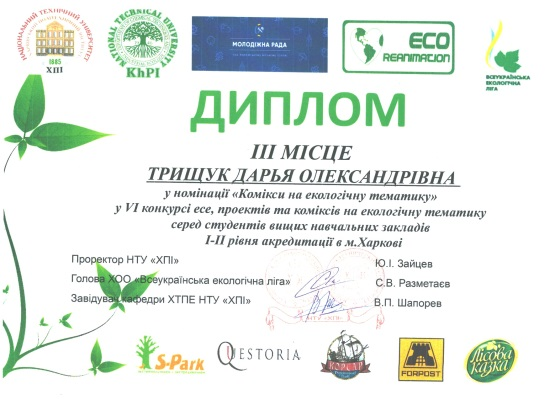 НАЦІОНАЛЬНИЙ ТЕХНІЧНИЙ УНІВЕРСИТЕТ
1885
ХПІ
NATIONAL TECHNICAL UNIVERSITY
KhPI
МОЛОДІЖНА РАДА
ECO
REANIMATION
ВСЕУКРАЇНСЬКА
ЕКОЛОГІЧНА
ЛІГА
ДИПЛОМ
III МІСЦЕ
ТРИЩУК ДАРЬЯ ОЛЕКСАНДРІВНА
у номінації «Комікси на екологічну тематику»
у VI конкурсі есе, проектів та коміксів на екологічну тематику
серед студентів вищих навчальних закладів
I-II рівня акредитації в м.Харкові
Проректор НТУ «ХПІ» Ю.І. Зайцев
Голова ХОО «Всеукраїнська екологічна ліга» С.В. Разметаєв
Завідувач кафедри ХТПЕ НТУ «ХПІ» В.П. Шапорев
S-Park
QUESTORIA
КОРСАР
FORPOST
Лісова
казка